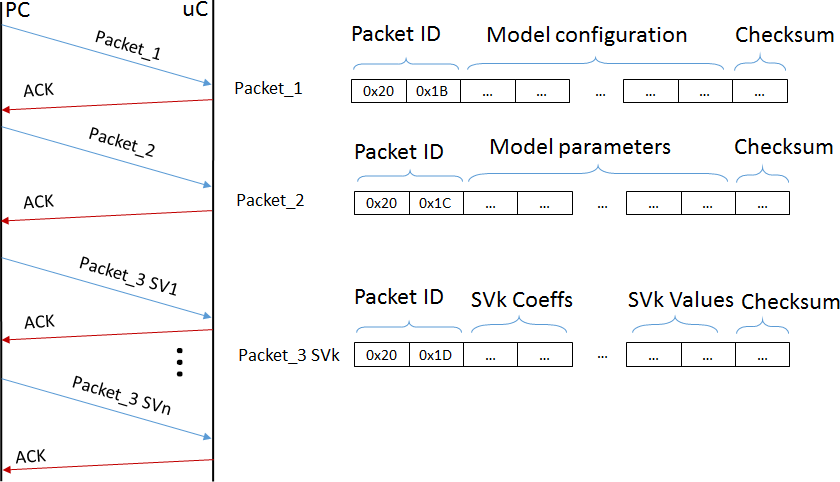 PC uC
Packet_1
ACK
Packet_2
ACK
Packet_3 SV1
ACK
Packet_3 SVn
ACK
Packet ID Model configuration Checksum
Packet_1 0x20 0x1B ... ... ... ... ... ...
Packet ID Model parameters Checksum
Packet_2 0x20 0x1C ... ... ... ... ... ...
Packet ID SVk Coeffs SVk Values Checksum
Packet_3 SVk 0x20 0x1D ... ... ... ... ... ...